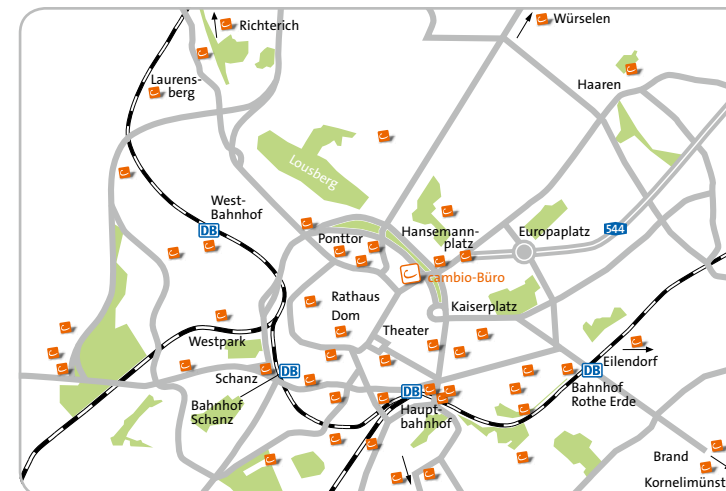 Richterich
Würselen
Laurens-
berg
Haaren
Lousberg
West-
Bahnhof
DB
Ponttor
Hansemann-
platz
Europaplatz
544
cambio-Büro
Rathaus
Dom
Kaiserplatz
Theater
Westpark
Eilendorf
Schanz
DB
DB
DB
Bahnhof
Rothe Erde
Bahnhof
Schanz
Haupt-
bahnhof
Brand
Kornelimünst